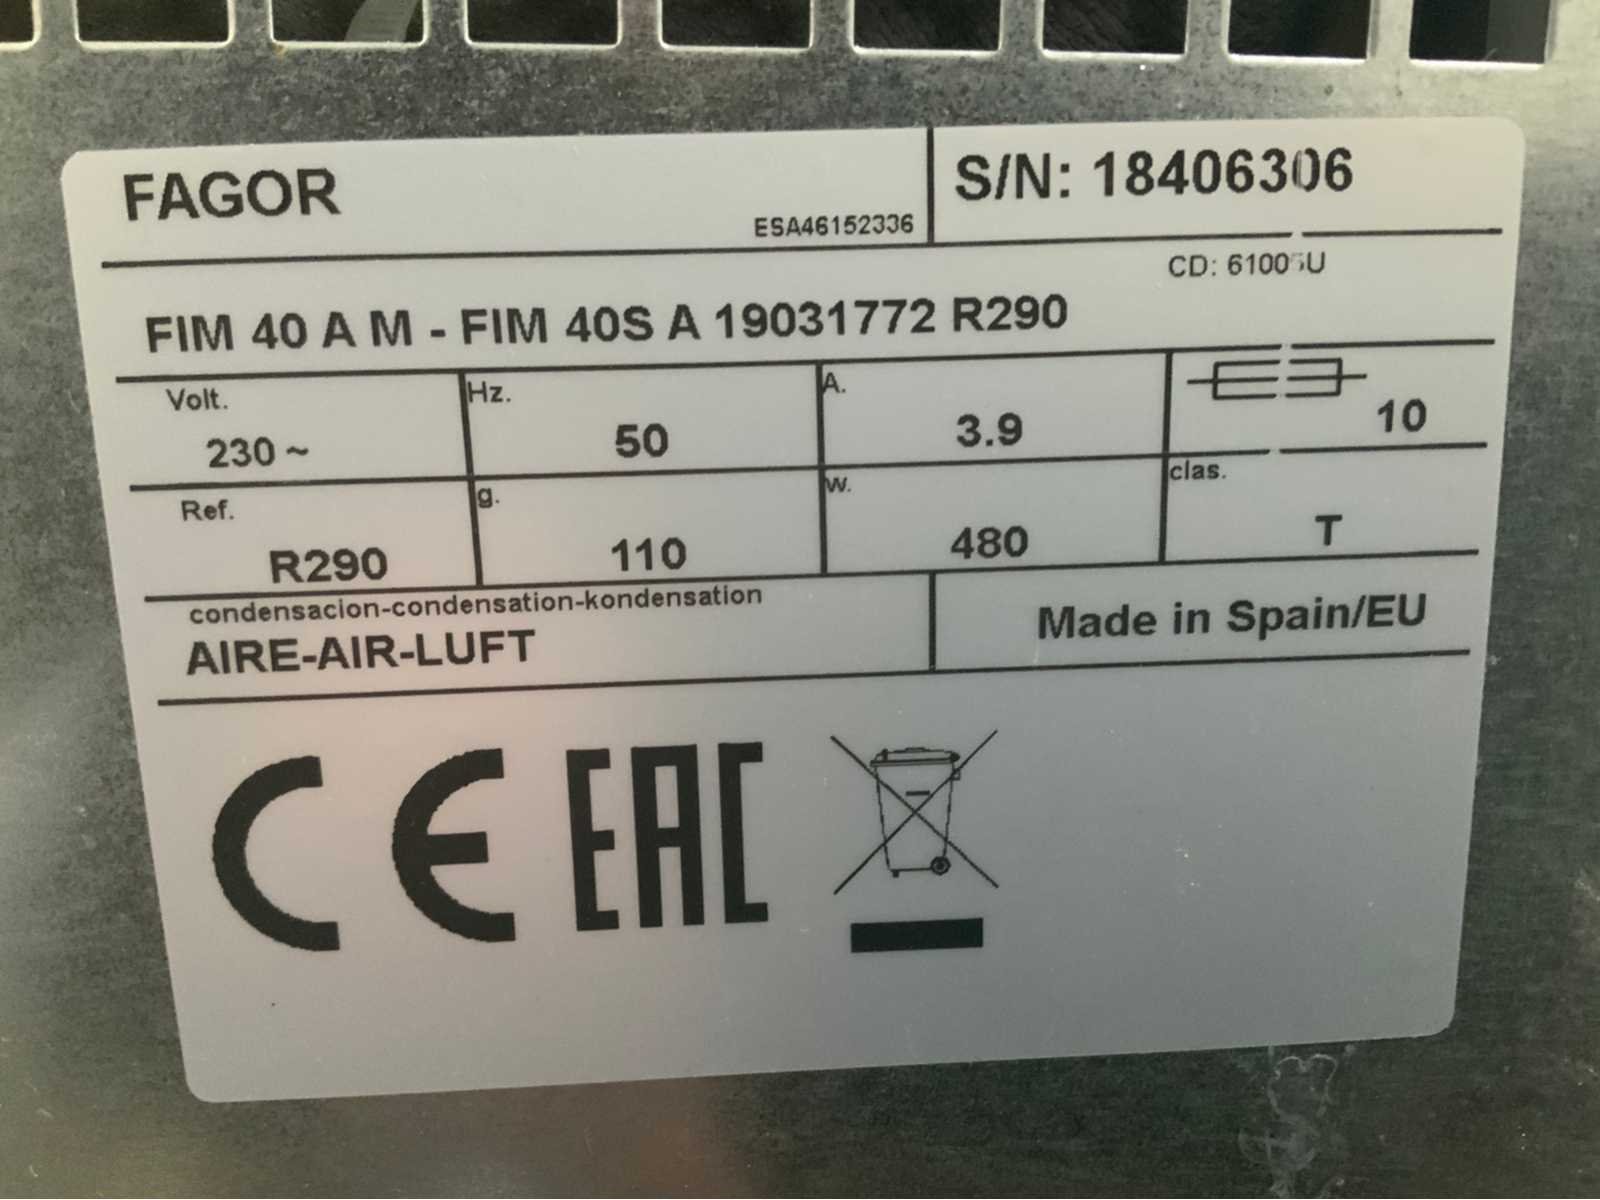 FAGOR
ESA46152336
S/N: 18406306
CD:
FIM 40 A M - FIM 40S A 19031772 R290
Volt.
230 ~
Hz.
50
A.
3.9
10
Ref.
R290
g.
110
w.
480
clas.
T
condensacion-condensation-kondensation
AIRE-AIR-LUFT
Made in Spain/EU
CE
EAC